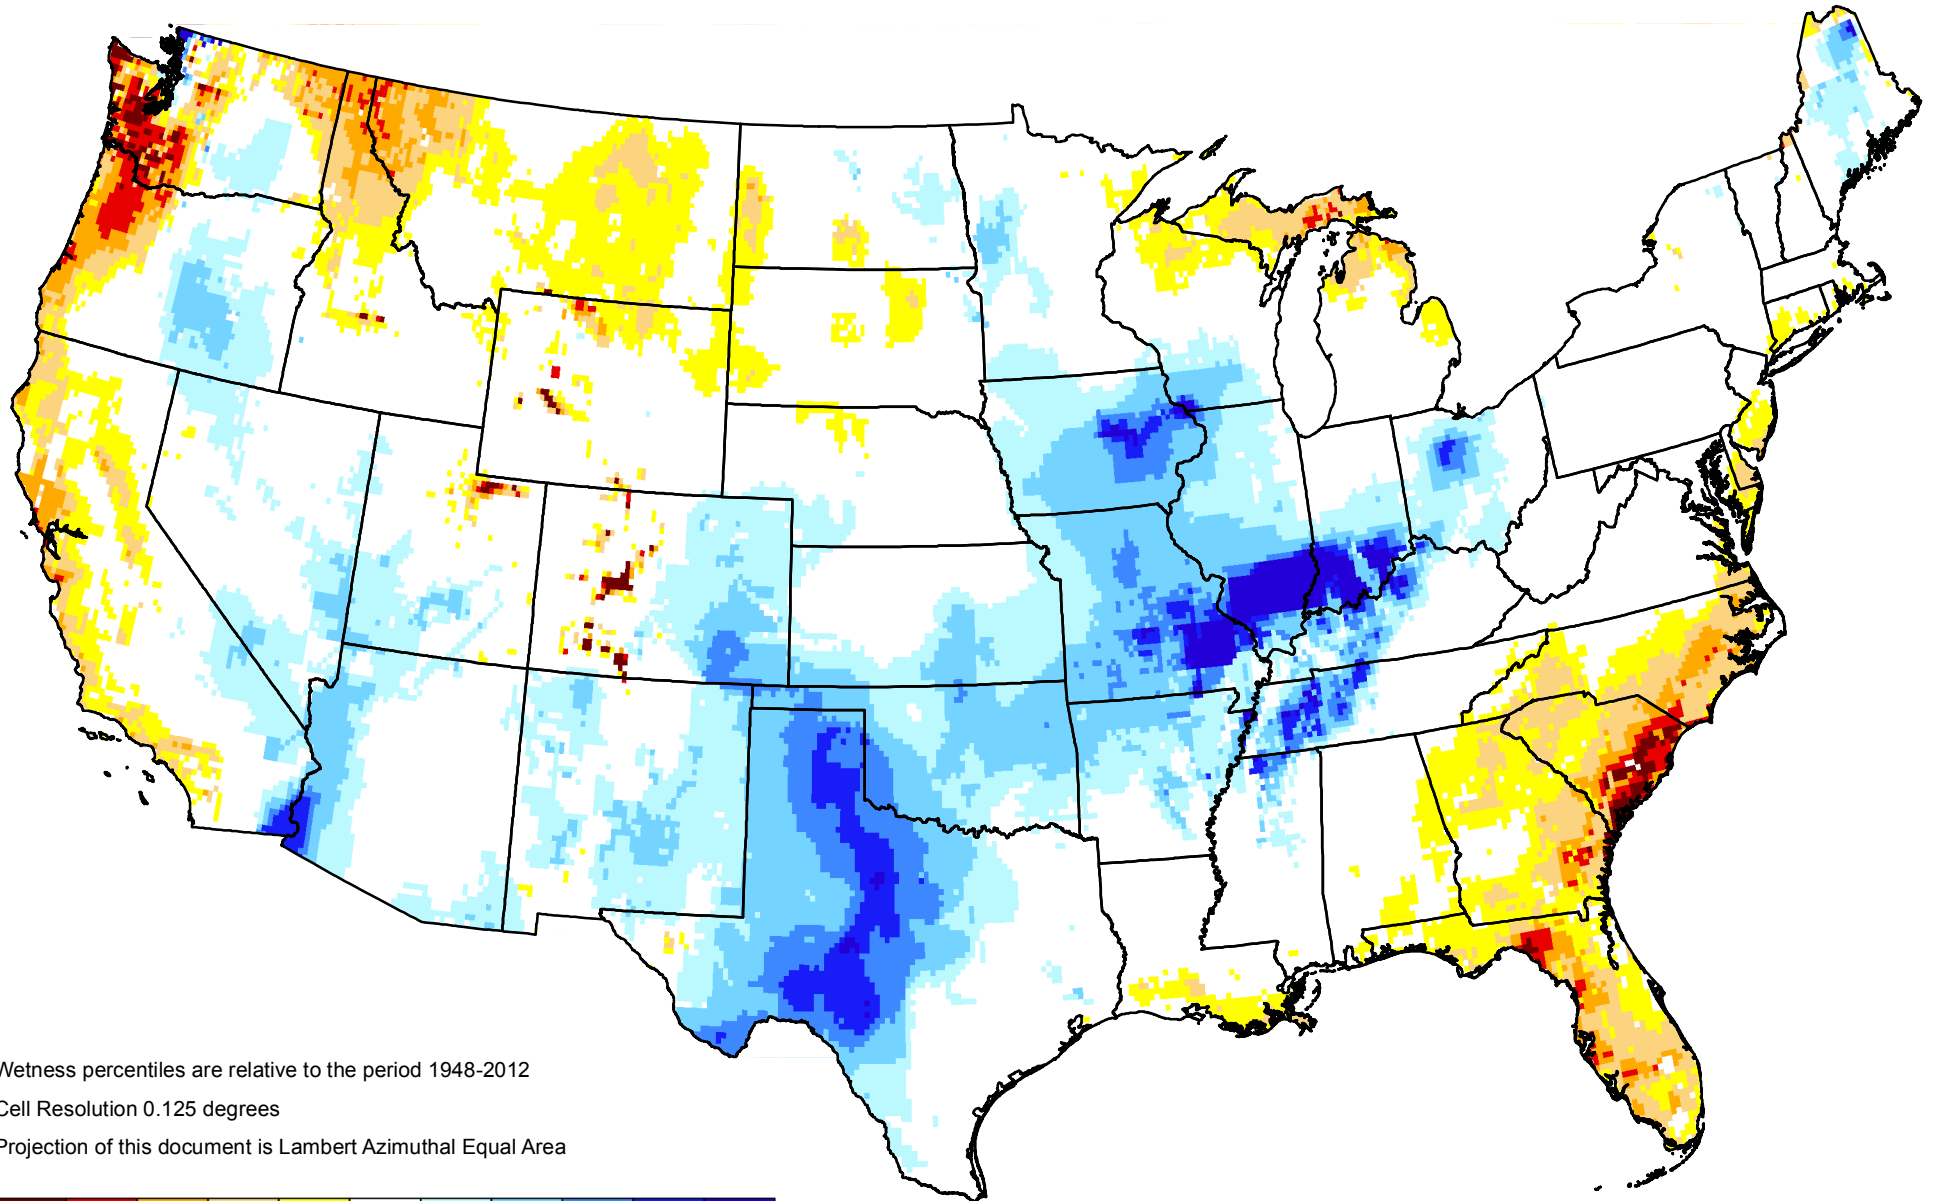 Wetness percentiles are relative to the period 1948-2012
Cell Resolution 0.125 degrees
Projection of this document is Lambert Azimuthal Equal Area